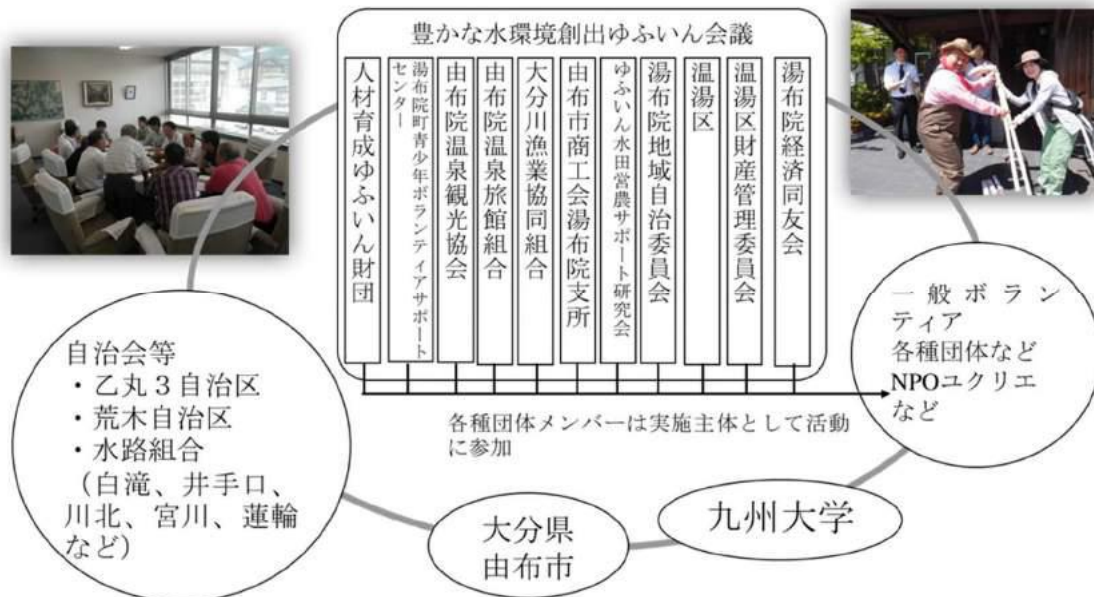 豊かな水環境創出ゆふいん会議
人材育成ゆふいん財団
湯布院町青少年ボランティアサポート
センター
由布院温泉観光協会
由布院温泉旅館組合
大分川漁業協同組合
由布市商工会湯布院支所
ゆふいん水田営農サポート研究会
湯布院地域自治委員会
温湯区
温湯区財産管理委員会
湯布院経済同友会
各種団体メンバーは実施主体として活動
に参加
自治会等
・乙丸3自治区
・荒木自治区
・水路組合
（白滝、井手口、
川北、宮川、蓮輪
など）
大分県
由布市
九州大学
一般ボラン
ティア
各種団体など
NPOユクリエ
など